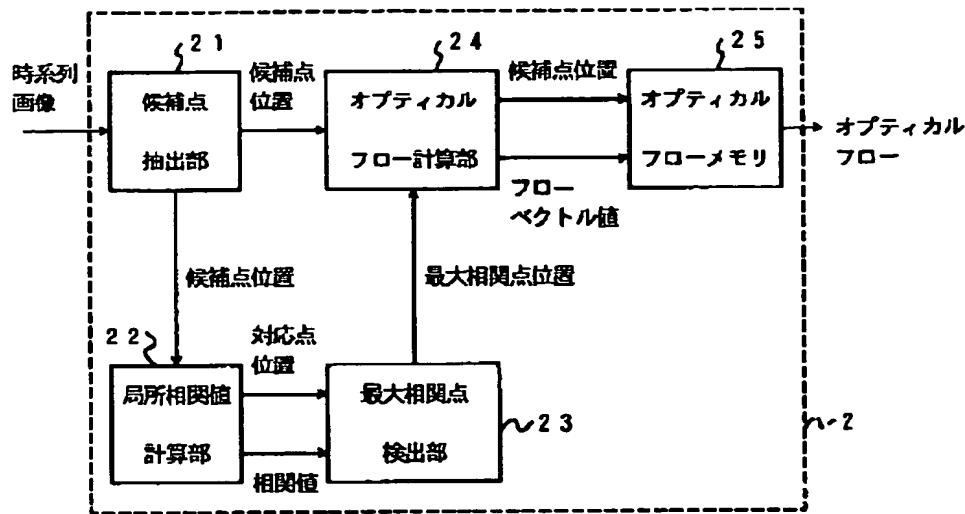 時系列
画像
21
候補点
抽出部
候補点
位置
24
オプティカル
フロー計算部
候補点位置
フロー
ベクトル値
25
オプティカル
フローメモリ
オプティカル
フロー
候補点位置
最大相関点位置
22
局所相関値
計算部
対応点
位置
相関値
最大相関点
検出部
23
2